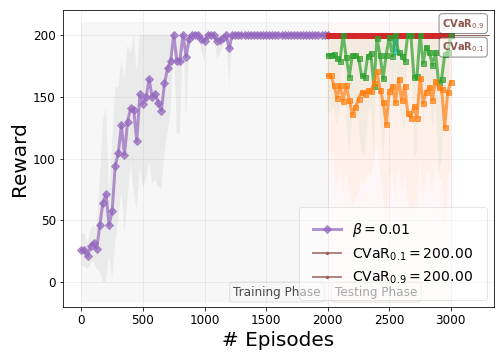 CVaR₀.₉
CVaR₀.₁
200
150
100
50
0
Reward
β = 0.01
CVaR₀.₁ = 200.00
CVaR₀.₉ = 200.00
Training Phase
Testing Phase
0 500 1000 1500 2000 2500 3000
# Episodes